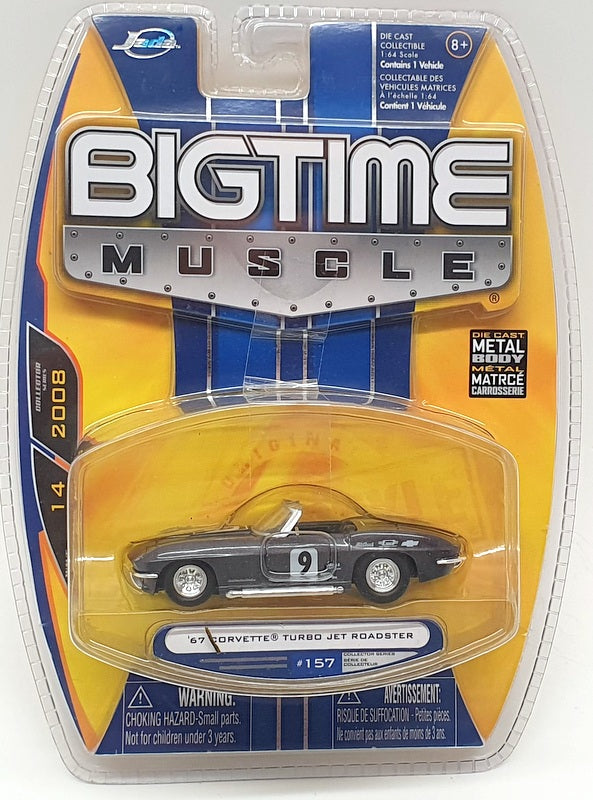 Jada
DIE CAST
COLLECTIBLE
1:64 Scale
Contains 1 Vehicle
8+
COLLECTABLE DES
VÉHICULES MATRICES
A l'échelle 1:64
Contient 1 Véhicule
BIGTIME
MUSCLE
®
DIE CAST
METAL
BODY
MÉTAL
MATRCÉ
CARROSSERIE
COLLECTOR
SERIES
2008
14
ORIGINAL
9
'67 CORVETTE® TURBO JET ROADSTER
#157
COLLECTOR SERIES
SÉRIE DE
COLLECTEUR
WARNING:
CHOKING HAZARD-Small parts.
Not for children under 3 years.
AVERTISSEMENT:
RISQUE DE SUFFOCATION - Petites pièces.
Ne convient pas aux enfants de moins de 3 ans.